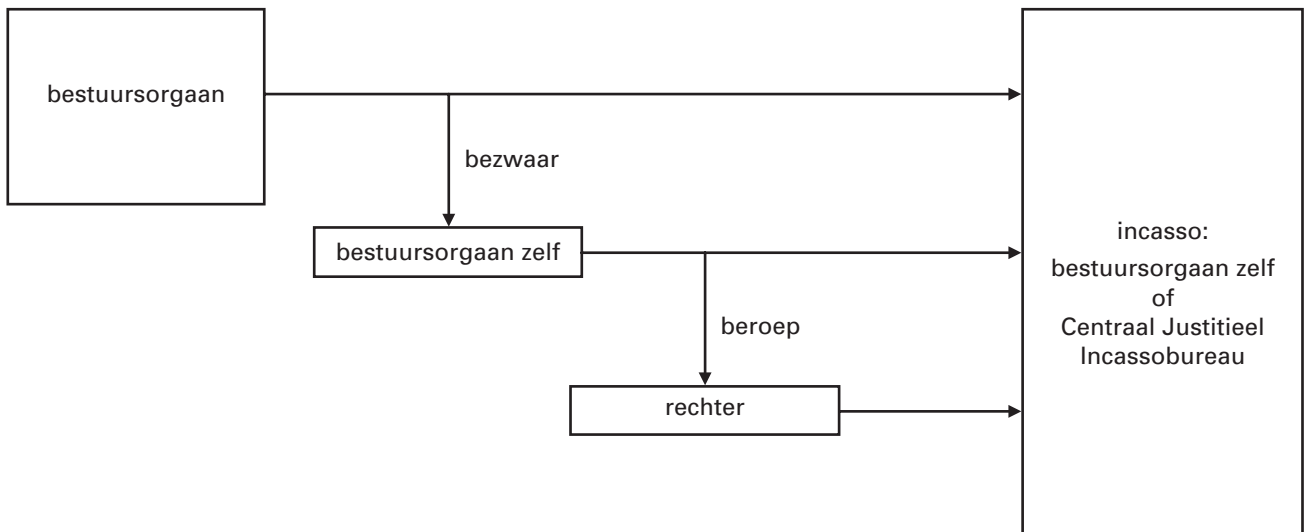 bestuursorgaan
bezwaar
bestuursorgaan zelf
beroep
rechter
incasso:
bestuursorgaan zelf
of
Centraal Justitieel
Incassobureau